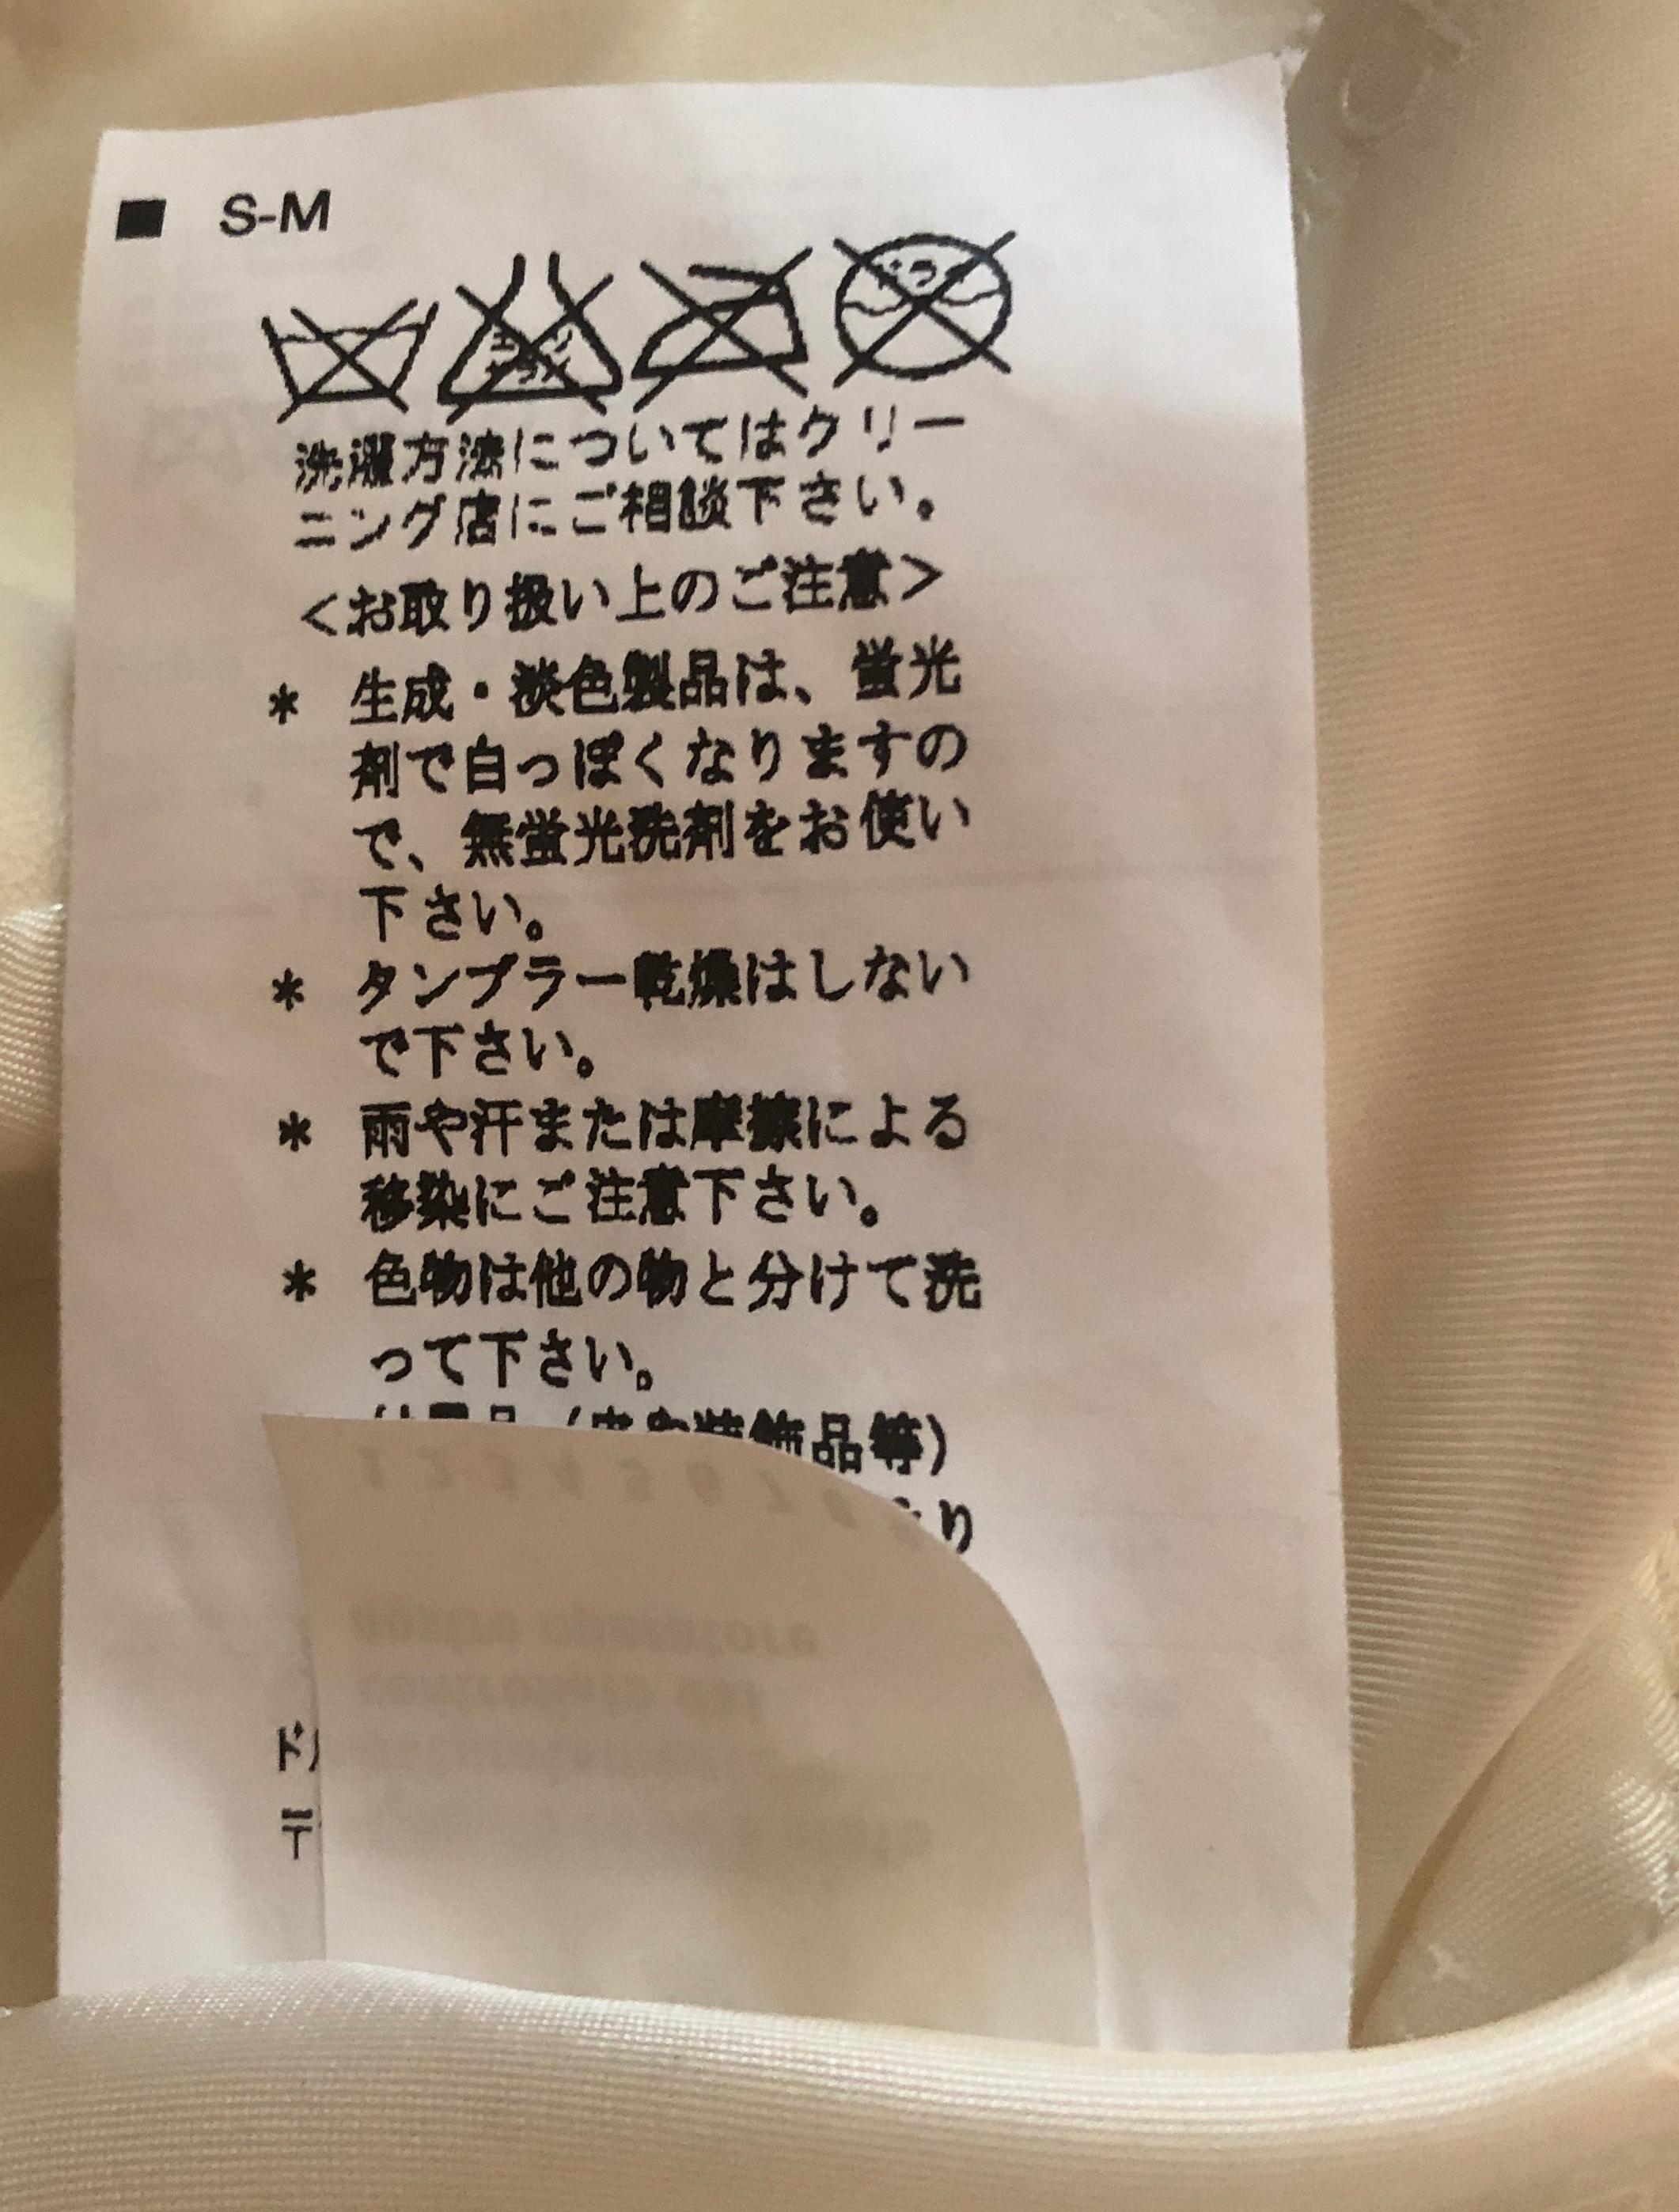 ■ S-M
洗濯方法についてはクリー
ニング店にご相談下さい。
<お取り扱い上のご注意>
* 生成・淡色製品は、蛍光
剤で白っぽくなりますの
で、無蛍光洗剤をお使い
下さい。
* タンブラー乾燥はしない
で下さい。
* 雨や汗または摩擦による
移染にご注意下さい。
* 色物は他の物と分けて洗
って下さい。
飾品等)
り
ド
〒